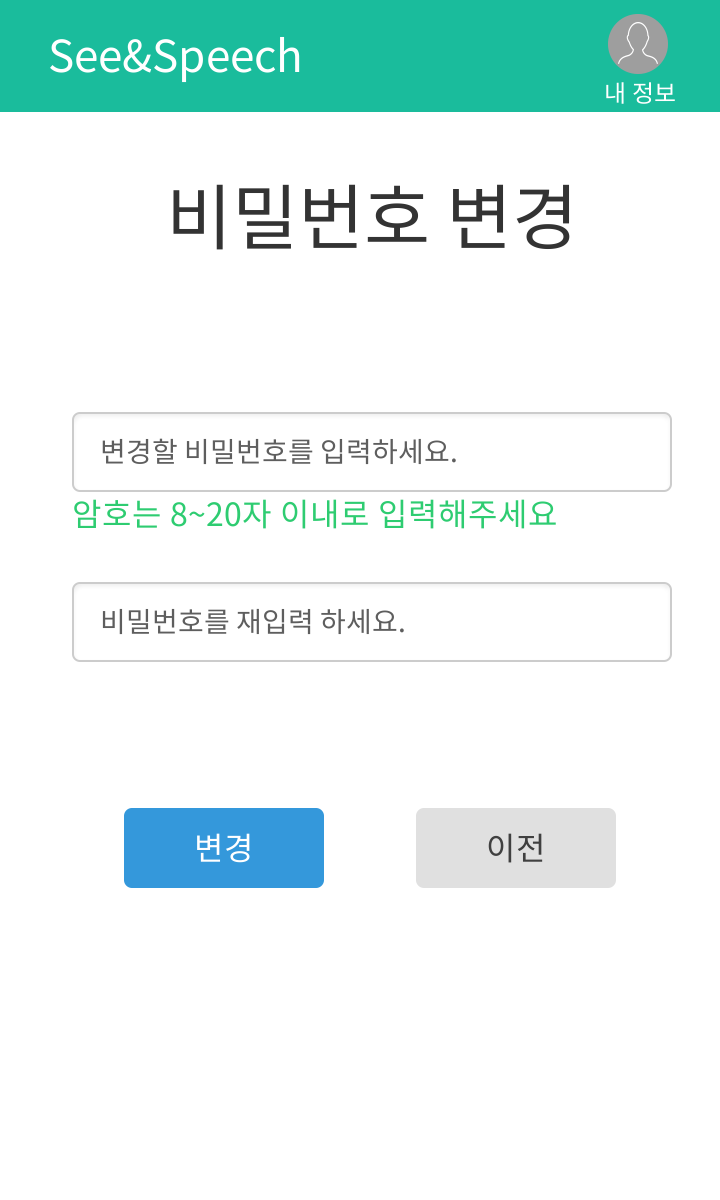 See&Speech
내 정보
비밀번호 변경
변경할 비밀번호를 입력하세요.
암호는 8~20자 이내로 입력해주세요
비밀번호를 재입력 하세요.
변경
이전